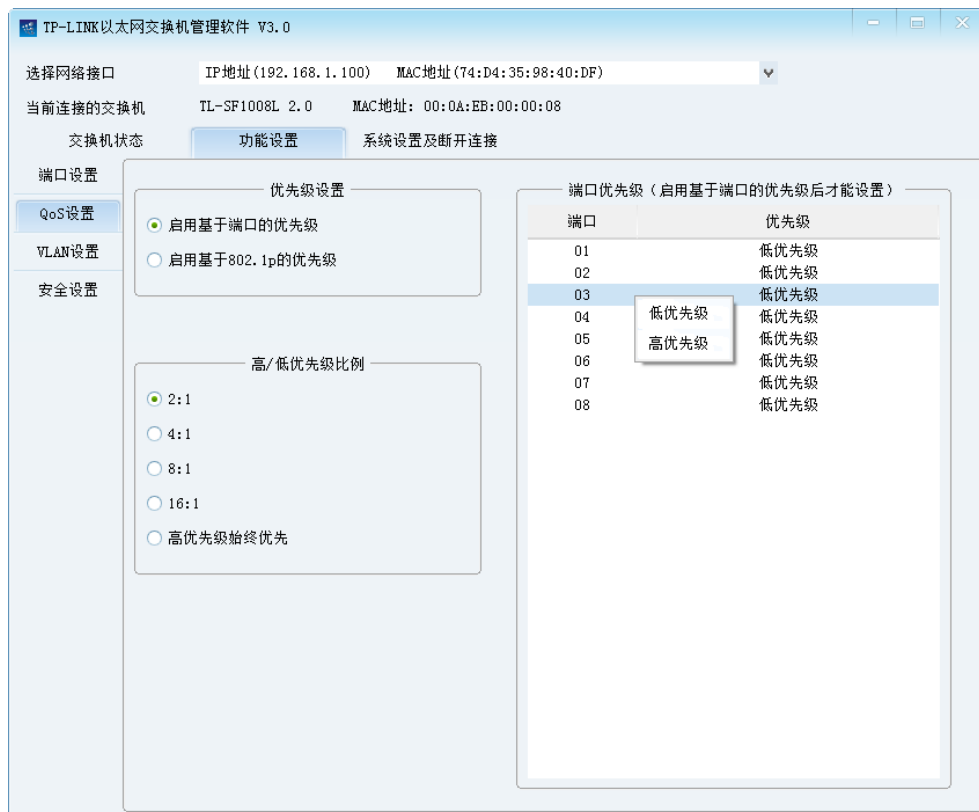 TP-LINK以太网交换机管理软件 V3.0
选择网络接口 IP地址(192.168.1.100) MAC地址(74:D4:35:98:40:DF)
当前连接的交换机 TL-SF1008L 2.0 MAC地址: 00:0A:EB:00:00:08
交换机状态 功能设置 系统设置及断开连接
端口设置
QoS设置
VLAN设置
安全设置
优先级设置
启用基于端口的优先级
启用基于802.1p的优先级
高/低优先级比例
2:1
4:1
8:1
16:1
高优先级始终优先
端口优先级(启用基于端口的优先级后才能设置)
端口 优先级
01 低优先级
02 低优先级
03 低优先级
04 低优先级
05 低优先级
06 低优先级
07 低优先级
08 低优先级
低优先级
高优先级